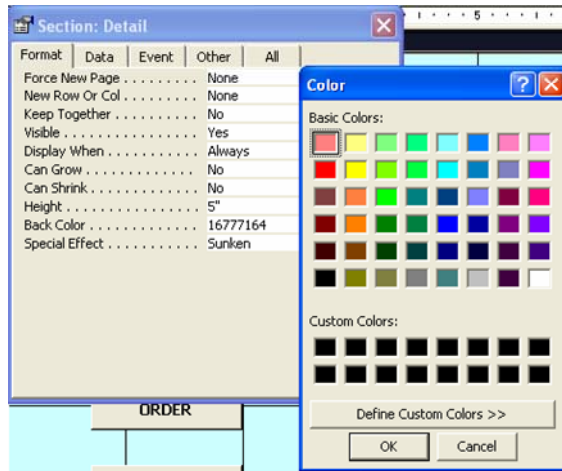 Section: Detail
5
Format Data Event Other All
Force New Page . . . . . . . . . None
New Row Or Col . . . . . . . . . None
Keep Together . . . . . . . . . . No
Visible . . . . . . . . . . . . . . . . Yes
Display When . . . . . . . . . . . Always
Can Grow . . . . . . . . . . . . . No
Can Shrink . . . . . . . . . . . . . No
Height . . . . . . . . . . . . . . . . 5"
Back Color . . . . . . . . . . . . 16777164
Special Effect . . . . . . . . . . . Sunken
ORDER
Color
?
Basic Colors:
Custom Colors:
Define Custom Colors >>
OK Cancel